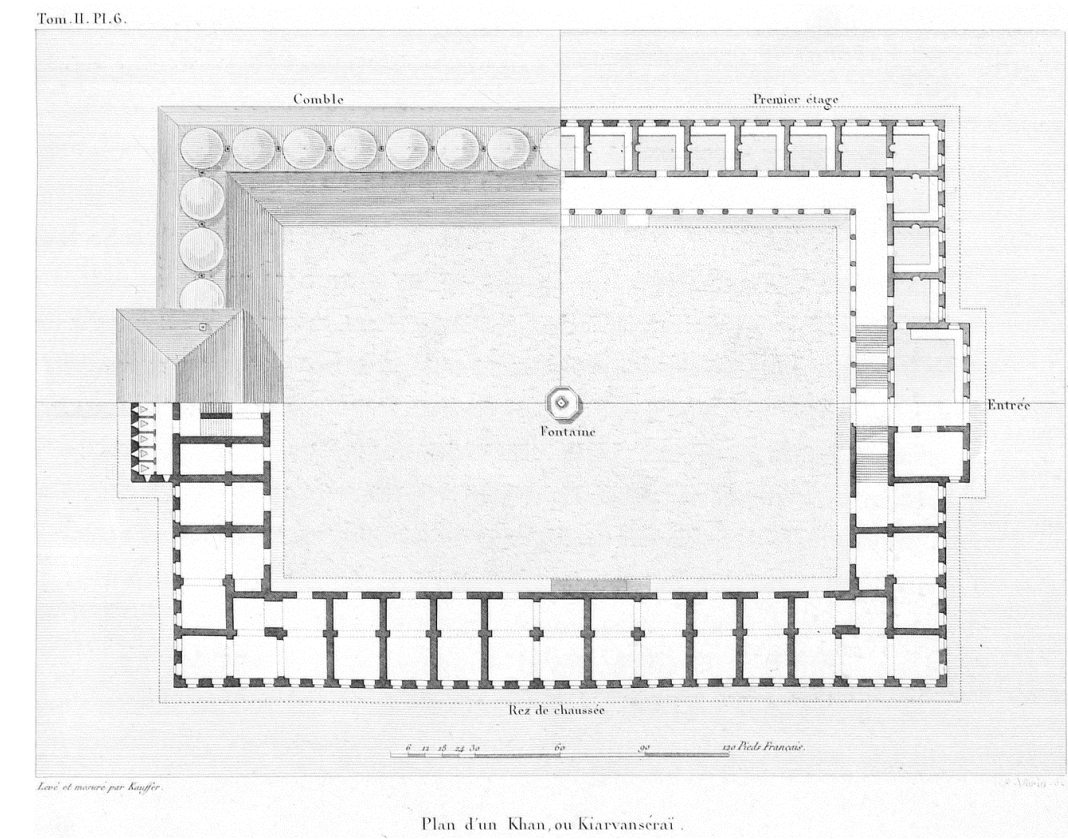 Tom. II. Pl. 6.
Comble
Premier étage
Entrée
Fontaine
Rez de chaussée
6 12 18 24 30 60 90 120 Pieds Français.
Levé et mesuré par Kauffer.
Plan d'un Khan, ou Kiarvanséraï.